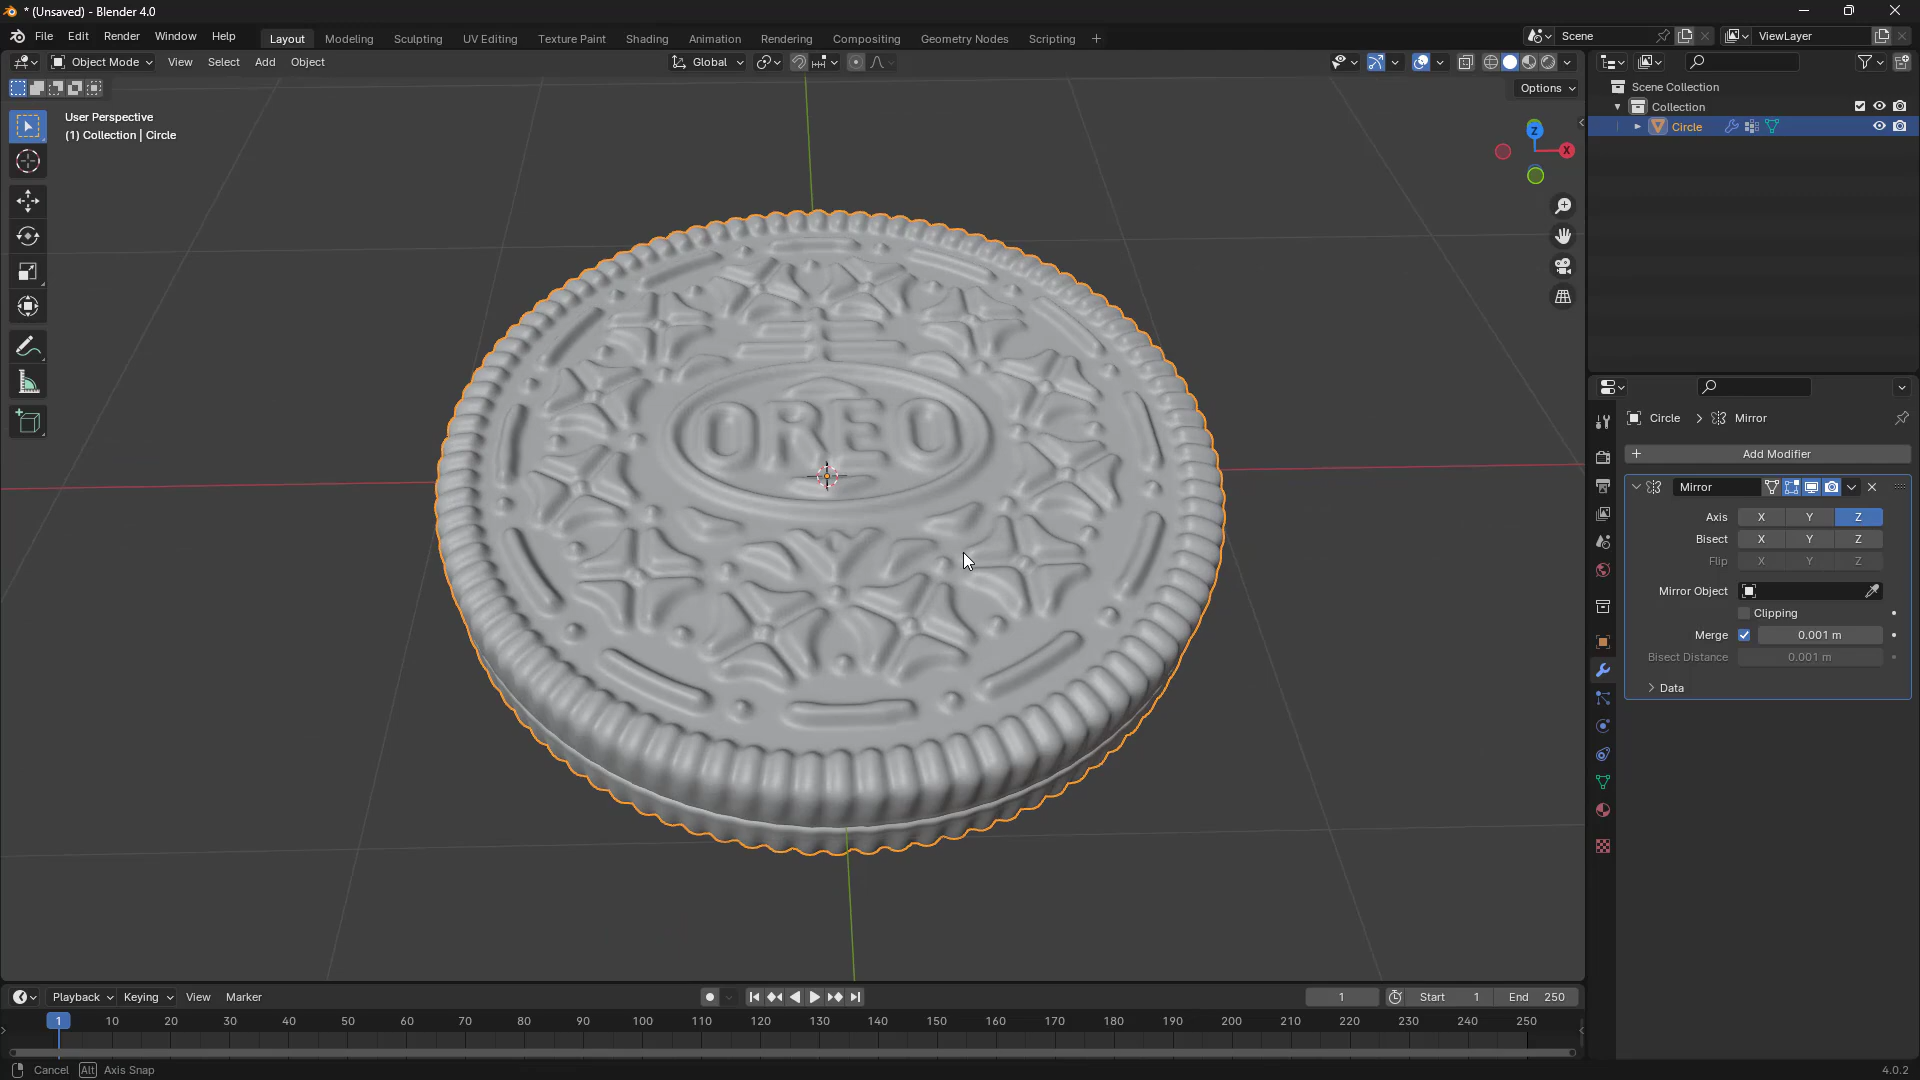 * (Unsaved) - Blender 4.0
File Edit Render Window Help
Layout Modeling Sculpting UV Editing Texture Paint Shading Animation Rendering Compositing Geometry Nodes Scripting +
Scene
ViewLayer
Object Mode View Select Add Object
Global
Options
User Perspective
(1) Collection | Circle
Z
X
OREO
Scene Collection
Collection
Circle
Circle > Mirror
+ Add Modifier
Mirror
Axis X Y Z
Bisect X Y Z
Flip X Y Z
Mirror Object
Clipping
Merge 0.001 m
Bisect Distance 0.001 m
> Data
Playback Keying View Marker
1
Start 1
End 250
1 10 20 30 40 50 60 70 80 90 100 110 120 130 140 150 160 170 180 190 200 210 220 230 240 250
Cancel Alt Axis Snap
4.0.2